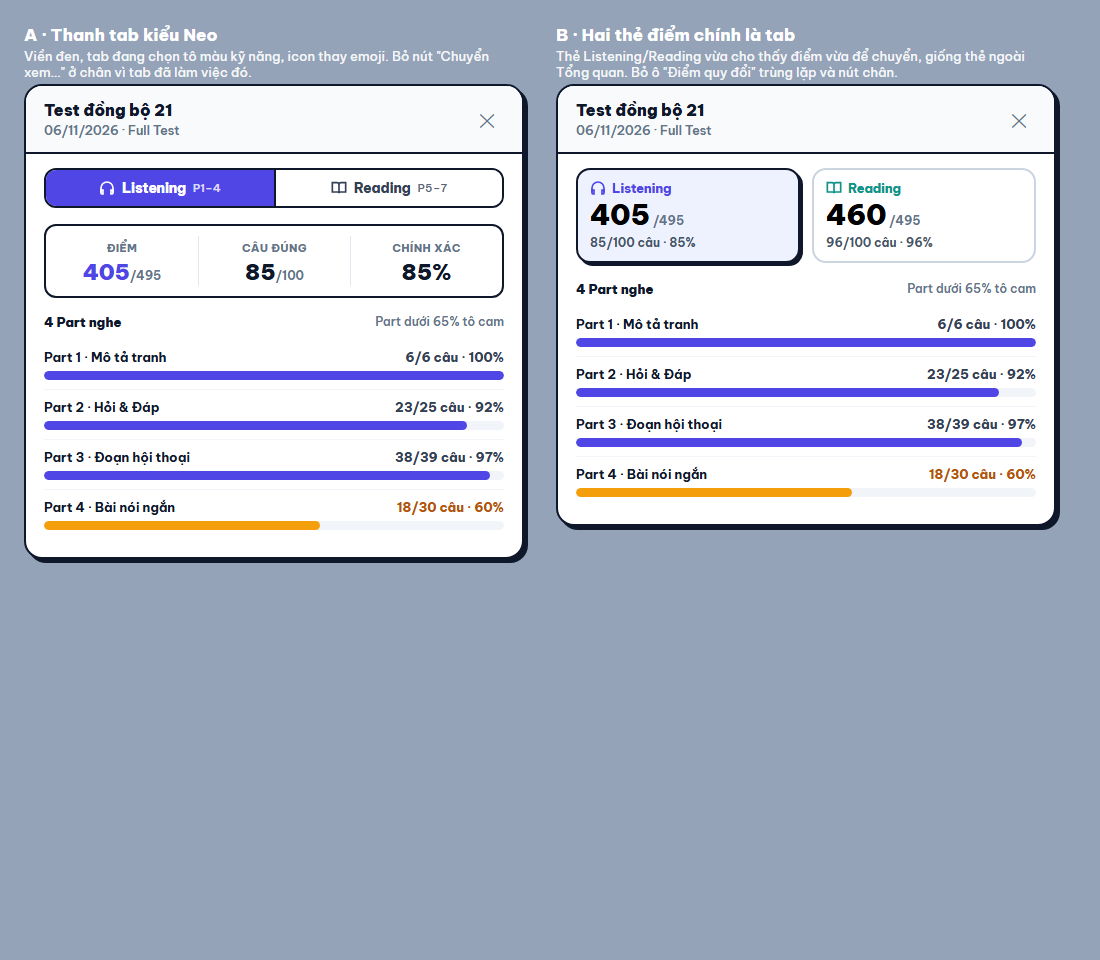 A · Thanh tab kiểu Neo
Viền đen, tab đang chọn tô màu kỹ năng, icon thay emoji. Bỏ nút "Chuyển
xem..." ở chân vì tab đã làm việc đó.
Test đồng bộ 21
06/11/2026 · Full Test
Listening P1–4
Reading P5–7
ĐIỂM
CÂU ĐÚNG
CHÍNH XÁC
405/495
85/100
85%
4 Part nghe
Part dưới 65% tô cam
Part 1 · Mô tả tranh
6/6 câu · 100%
Part 2 · Hỏi & Đáp
23/25 câu · 92%
Part 3 · Đoạn hội thoại
38/39 câu · 97%
Part 4 · Bài nói ngắn
18/30 câu · 60%
B · Hai thẻ điểm chính là tab
Thẻ Listening/Reading vừa cho thấy điểm vừa để chuyển, giống thẻ ngoài
Tổng quan. Bỏ ô "Điểm quy đổi" trùng lặp và nút chân.
Test đồng bộ 21
06/11/2026 · Full Test
Listening
405 /495
85/100 câu · 85%
Reading
460 /495
96/100 câu · 96%
4 Part nghe
Part dưới 65% tô cam
Part 1 · Mô tả tranh
6/6 câu · 100%
Part 2 · Hỏi & Đáp
23/25 câu · 92%
Part 3 · Đoạn hội thoại
38/39 câu · 97%
Part 4 · Bài nói ngắn
18/30 câu · 60%